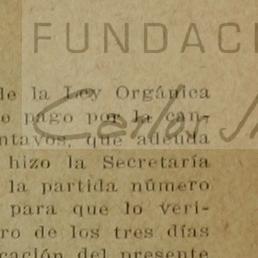 FUNDACI
de la Ley Orgánica
e pago por la can-
ntavos, que adeuda
hizo la Secretaría
la partida número
para que lo veri-
ro de los tres días
cación del presente